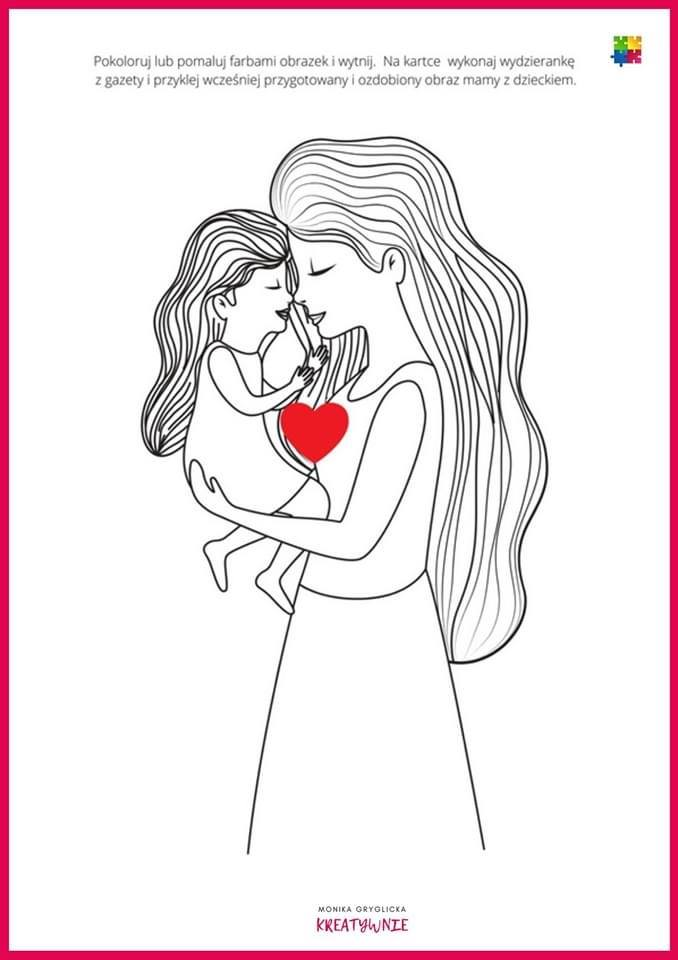 Pokoloruj lub pomaluj farbami obrazek i wytnij. Na kartce wykonaj wydzierankę
z gazety i przyklej wcześniej przygotowany i ozdobiony obraz mamy z dzieckiem.
MONIKA GRYGLICKA
KREATYWNIE